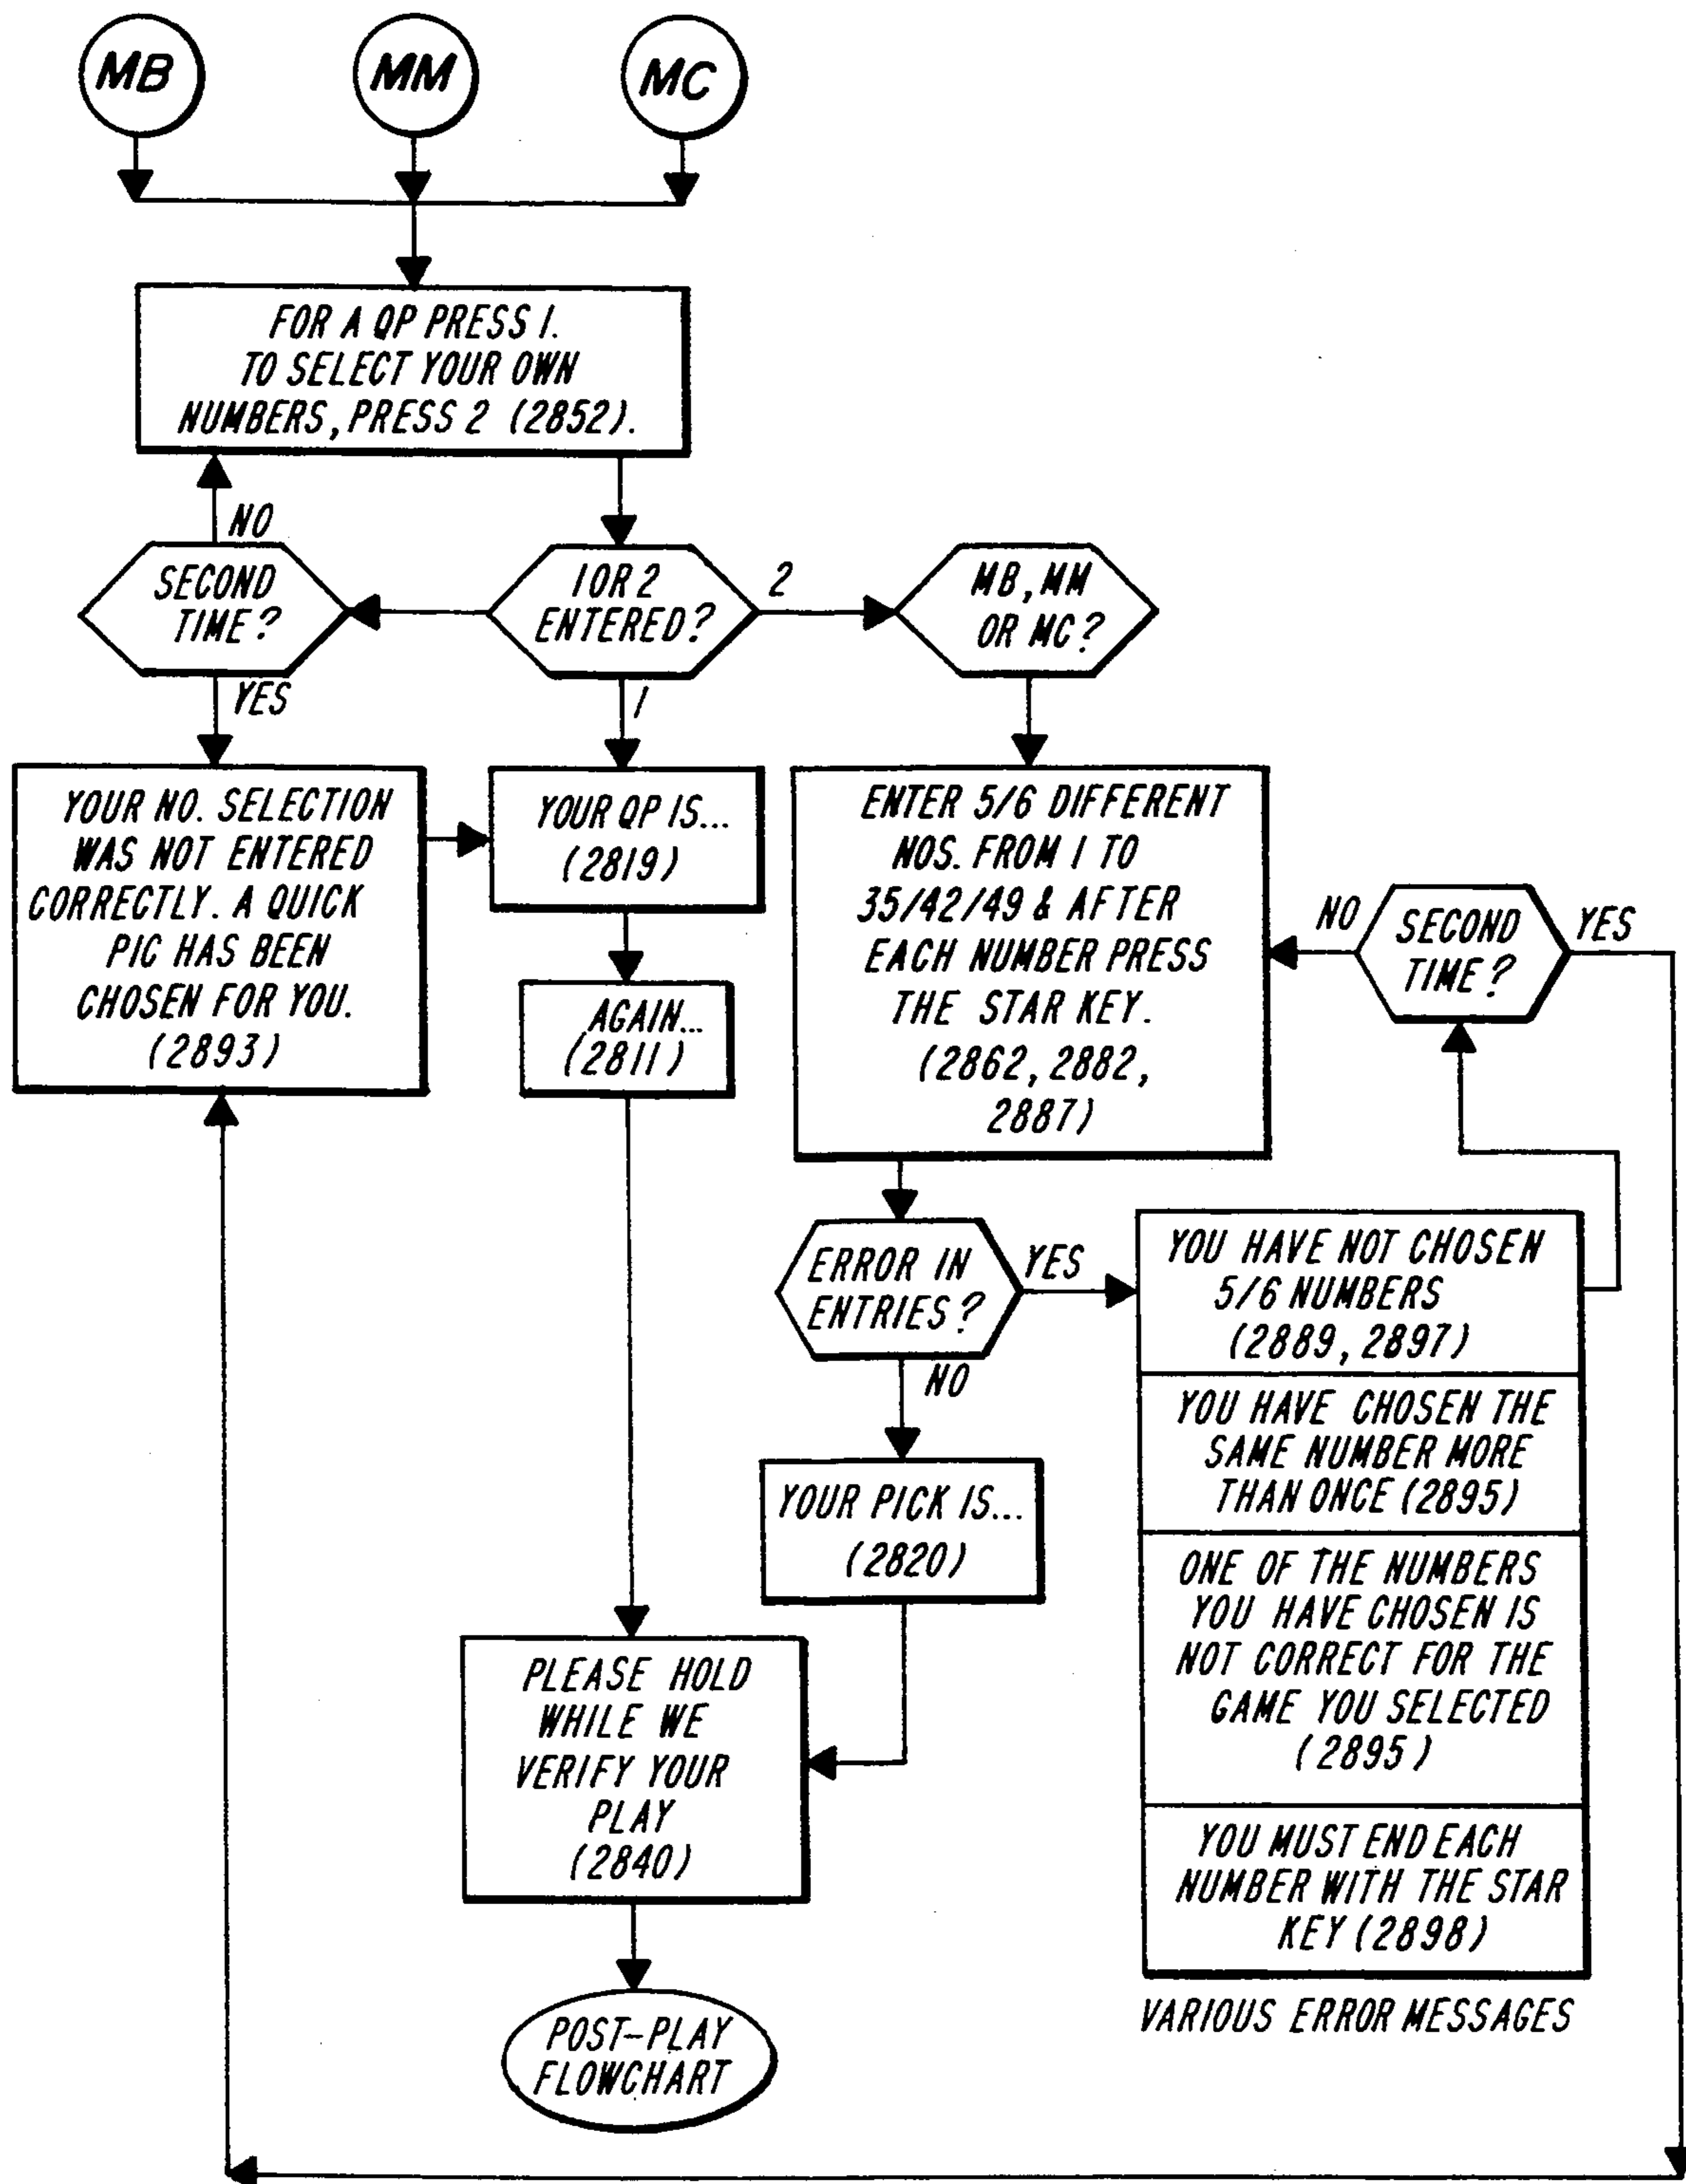 MB
MM
MC
FOR A QP PRESS 1.
TO SELECT YOUR OWN
NUMBERS, PRESS 2 (2852).
NO
SECOND
TIME?
1 OR 2
ENTERED?
2
MB, MM
OR MC?
YES
1
YOUR NO. SELECTION
WAS NOT ENTERED
CORRECTLY. A QUICK
PIC HAS BEEN
CHOSEN FOR YOU.
(2893)
YOUR QP IS...
(2819)
AGAIN...
(2811)
ENTER 5/6 DIFFERENT
NOS. FROM 1 TO
35/42/49 & AFTER
EACH NUMBER PRESS
THE STAR KEY.
(2862, 2882,
2887)
NO
SECOND
TIME?
YES
ERROR IN
ENTRIES?
YES
NO
YOU HAVE NOT CHOSEN
5/6 NUMBERS
(2889, 2897)
YOU HAVE CHOSEN THE
SAME NUMBER MORE
THAN ONCE (2895)
ONE OF THE NUMBERS
YOU HAVE CHOSEN IS
NOT CORRECT FOR THE
GAME YOU SELECTED
(2895)
YOU MUST END EACH
NUMBER WITH THE STAR
KEY (2898)
VARIOUS ERROR MESSAGES
YOUR PICK IS...
(2820)
PLEASE HOLD
WHILE WE
VERIFY YOUR
PLAY
(2840)
POST-PLAY
FLOWCHART